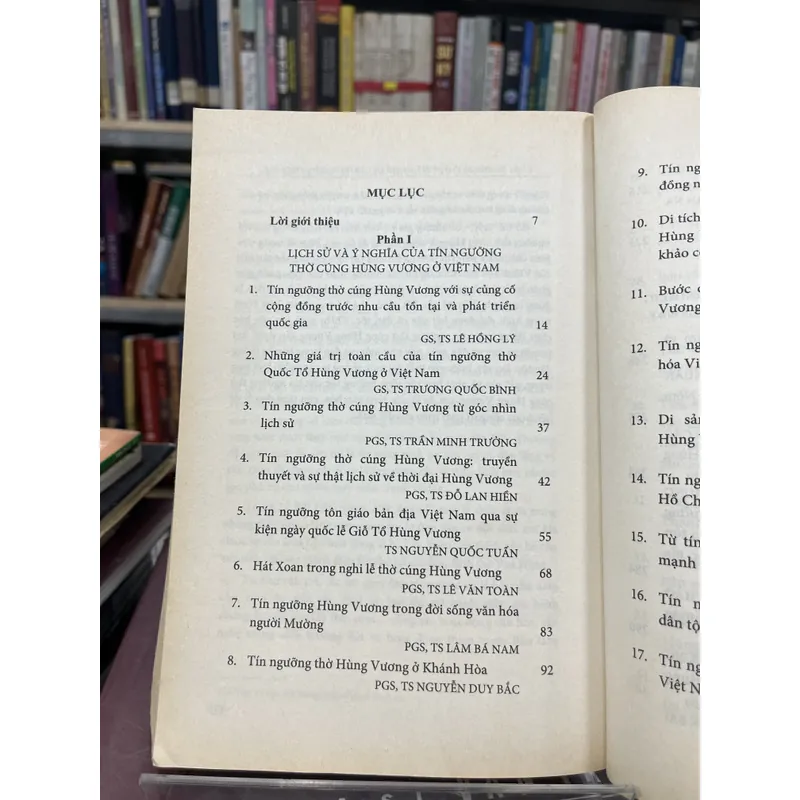 MỤC LỤC
Lời giới thiệu 7
Phần I
LỊCH SỬ VÀ Ý NGHĨA CỦA TÍN NGƯỠNG
THỜ CÚNG HÙNG VƯƠNG Ở VIỆT NAM
1. Tín ngưỡng thờ cúng Hùng Vương với sự củng cố
cộng đồng trước nhu cầu tồn tại và phát triển
quốc gia 14
GS, TS LÊ HỒNG LÝ
2. Những giá trị toàn cầu của tín ngưỡng thờ
Quốc Tổ Hùng Vương ở Việt Nam 24
GS, TS TRƯƠNG QUỐC BÌNH
3. Tín ngưỡng thờ cúng Hùng Vương từ góc nhìn
lịch sử 37
PGS, TS TRẦN MINH TRƯỞNG
4. Tín ngưỡng thờ cúng Hùng Vương: truyền
thuyết và sự thật lịch sử về thời đại Hùng Vương 42
PGS, TS ĐỖ LAN HIỀN
5. Tín ngưỡng tôn giáo bản địa Việt Nam qua sự
kiện ngày quốc lễ Giỗ Tổ Hùng Vương 55
TS NGUYỄN QUỐC TUẤN
6. Hát Xoan trong nghi lễ thờ cúng Hùng Vương 68
PGS, TS LÊ VĂN TOÀN
7. Tín ngưỡng Hùng Vương trong đời sống văn hóa
người Mường 83
PGS, TS LÂM BÁ NAM
8. Tín ngưỡng thờ Hùng Vương ở Khánh Hòa 92
PGS, TS NGUYỄN DUY BẮC
9. Tín
đồng
10. Di tích
Hùng
khảo
11. Bước
Vương
12. Tín
hóa
13. Di sản
Hùng
14. Tín
Hồ
15. Từ tín
mạnh
16. Tín
dân
17. Tín
Việt